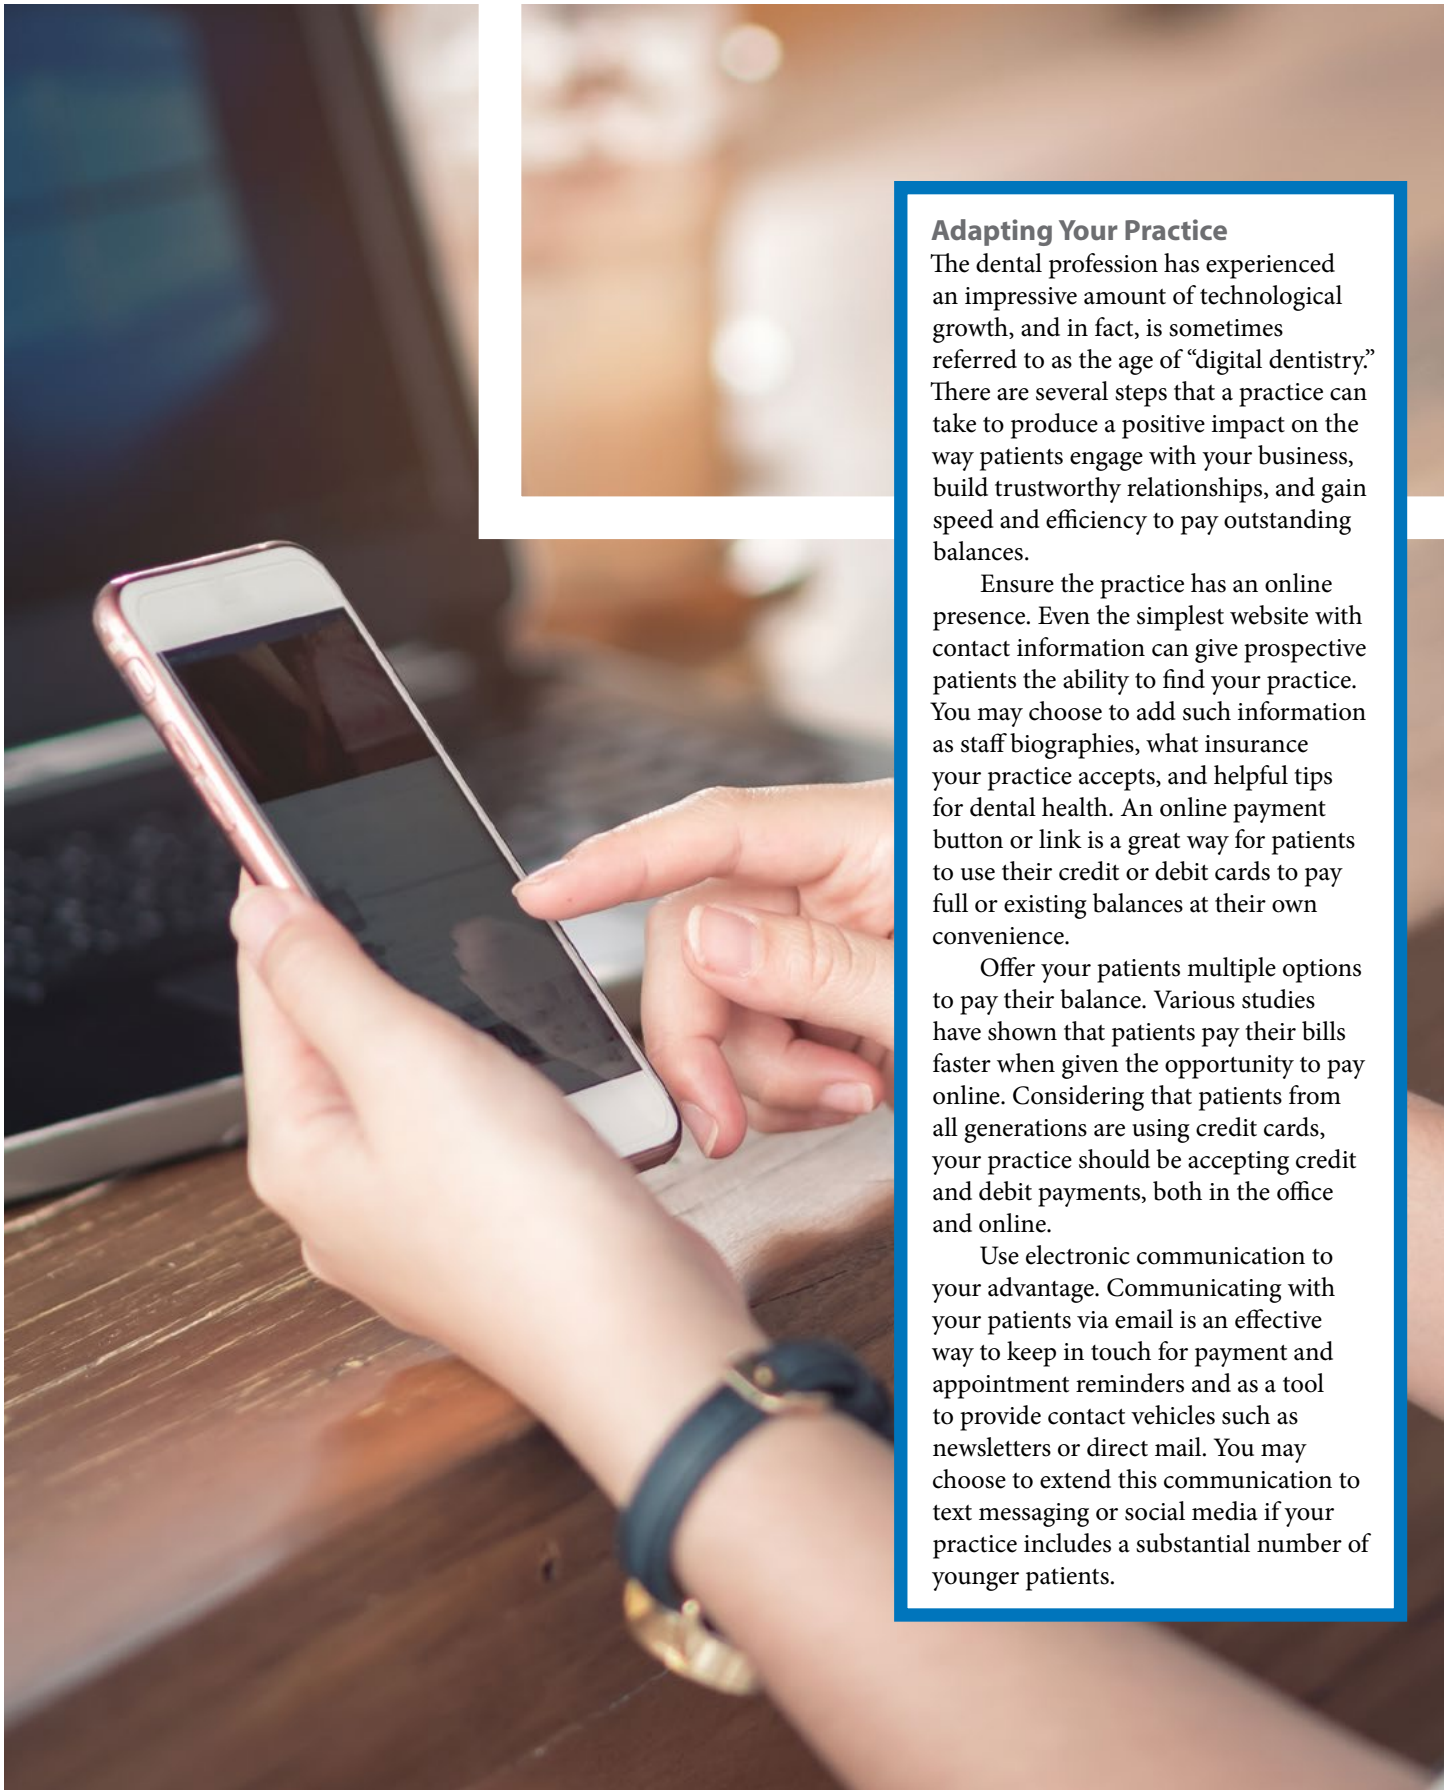 Adapting Your Practice
The dental profession has experienced
an impressive amount of technological
growth, and in fact, is sometimes
referred to as the age of “digital dentistry.”
There are several steps that a practice can
take to produce a positive impact on the
way patients engage with your business,
build trustworthy relationships, and gain
speed and efficiency to pay outstanding
balances.
Ensure the practice has an online
presence. Even the simplest website with
contact information can give prospective
patients the ability to find your practice.
You may choose to add such information
as staff biographies, what insurance
your practice accepts, and helpful tips
for dental health. An online payment
button or link is a great way for patients
to use their credit or debit cards to pay
full or existing balances at their own
convenience.
Offer your patients multiple options
to pay their balance. Various studies
have shown that patients pay their bills
faster when given the opportunity to pay
online. Considering that patients from
all generations are using credit cards,
your practice should be accepting credit
and debit payments, both in the office
and online.
Use electronic communication to
your advantage. Communicating with
your patients via email is an effective
way to keep in touch for payment and
appointment reminders and as a tool
to provide contact vehicles such as
newsletters or direct mail. You may
choose to extend this communication to
text messaging or social media if your
practice includes a substantial number of
younger patients.